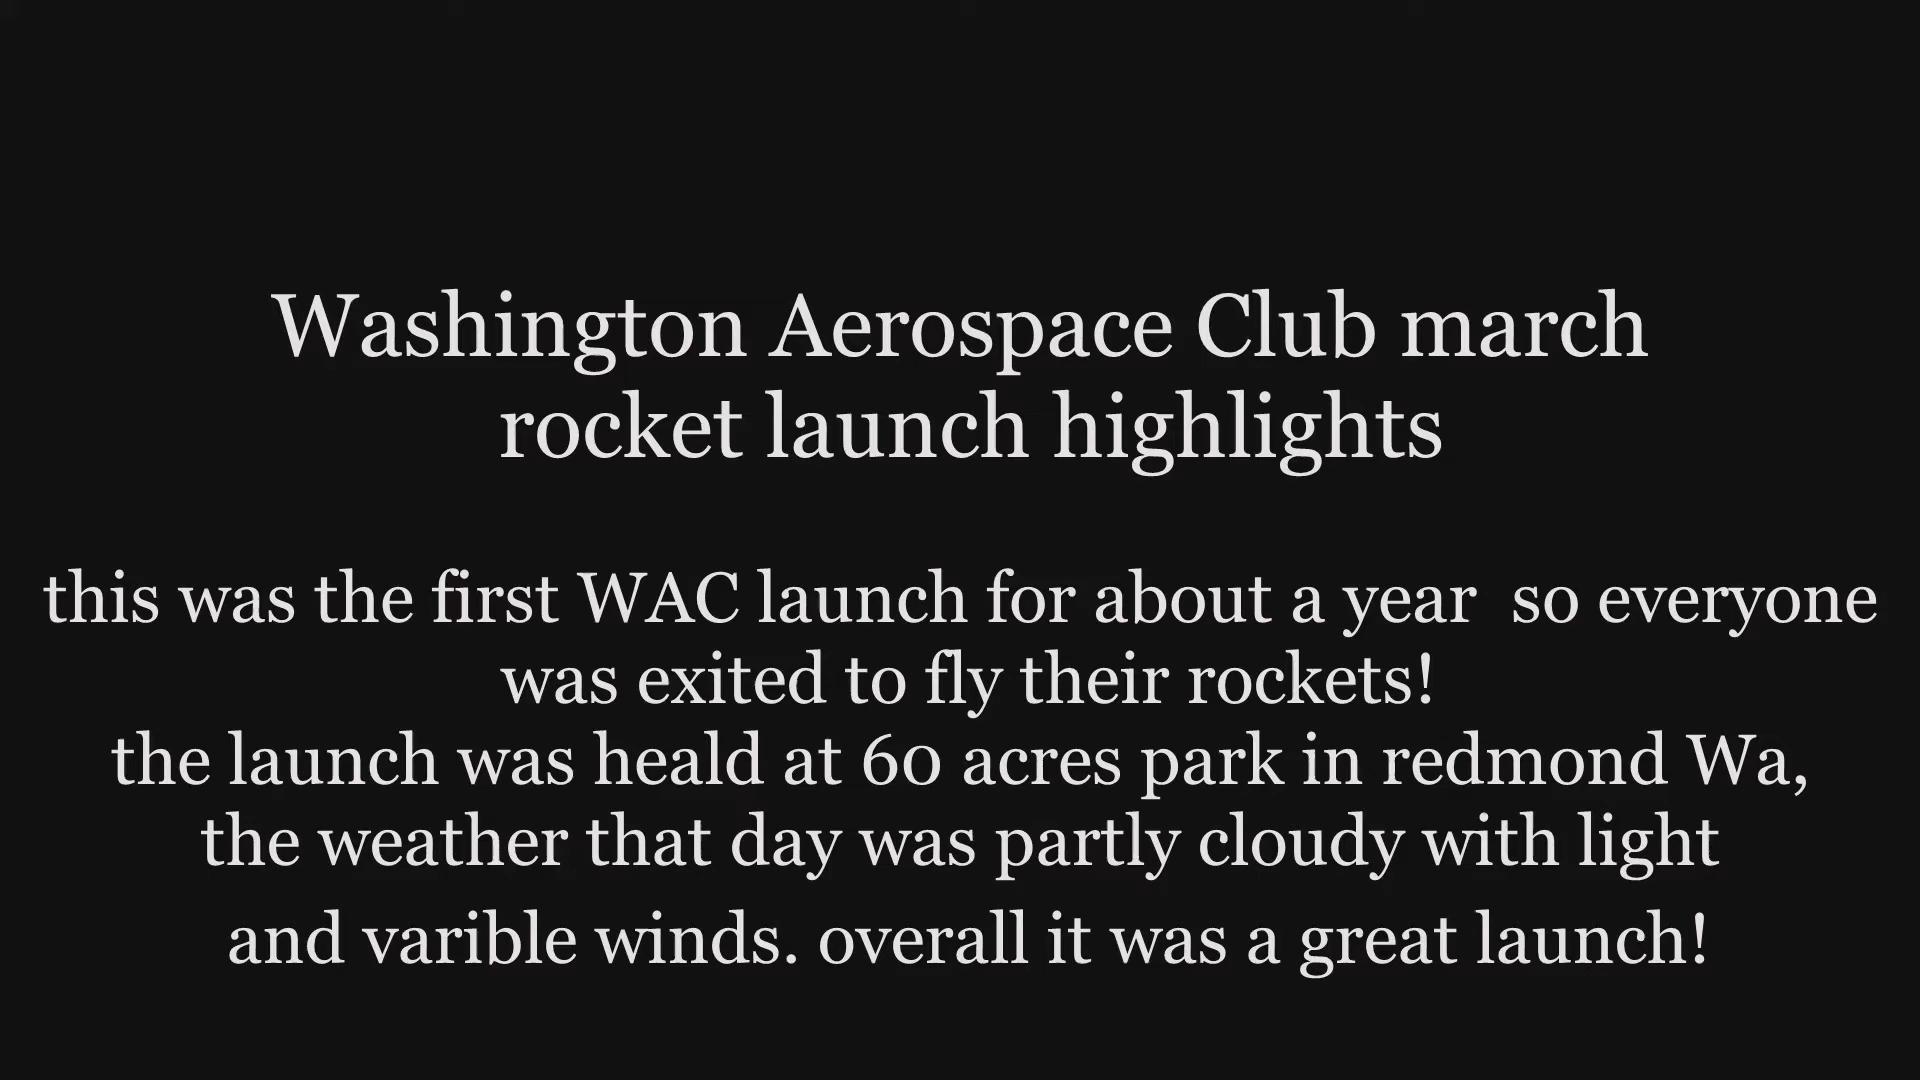 Washington Aerospace Club march
rocket launch highlights
this was the first WAC launch for about a year  so everyone
was exited to fly their rockets!
the launch was heald at 60 acres park in redmond Wa,
the weather that day was partly cloudy with light
and varible winds. overall it was a great launch!